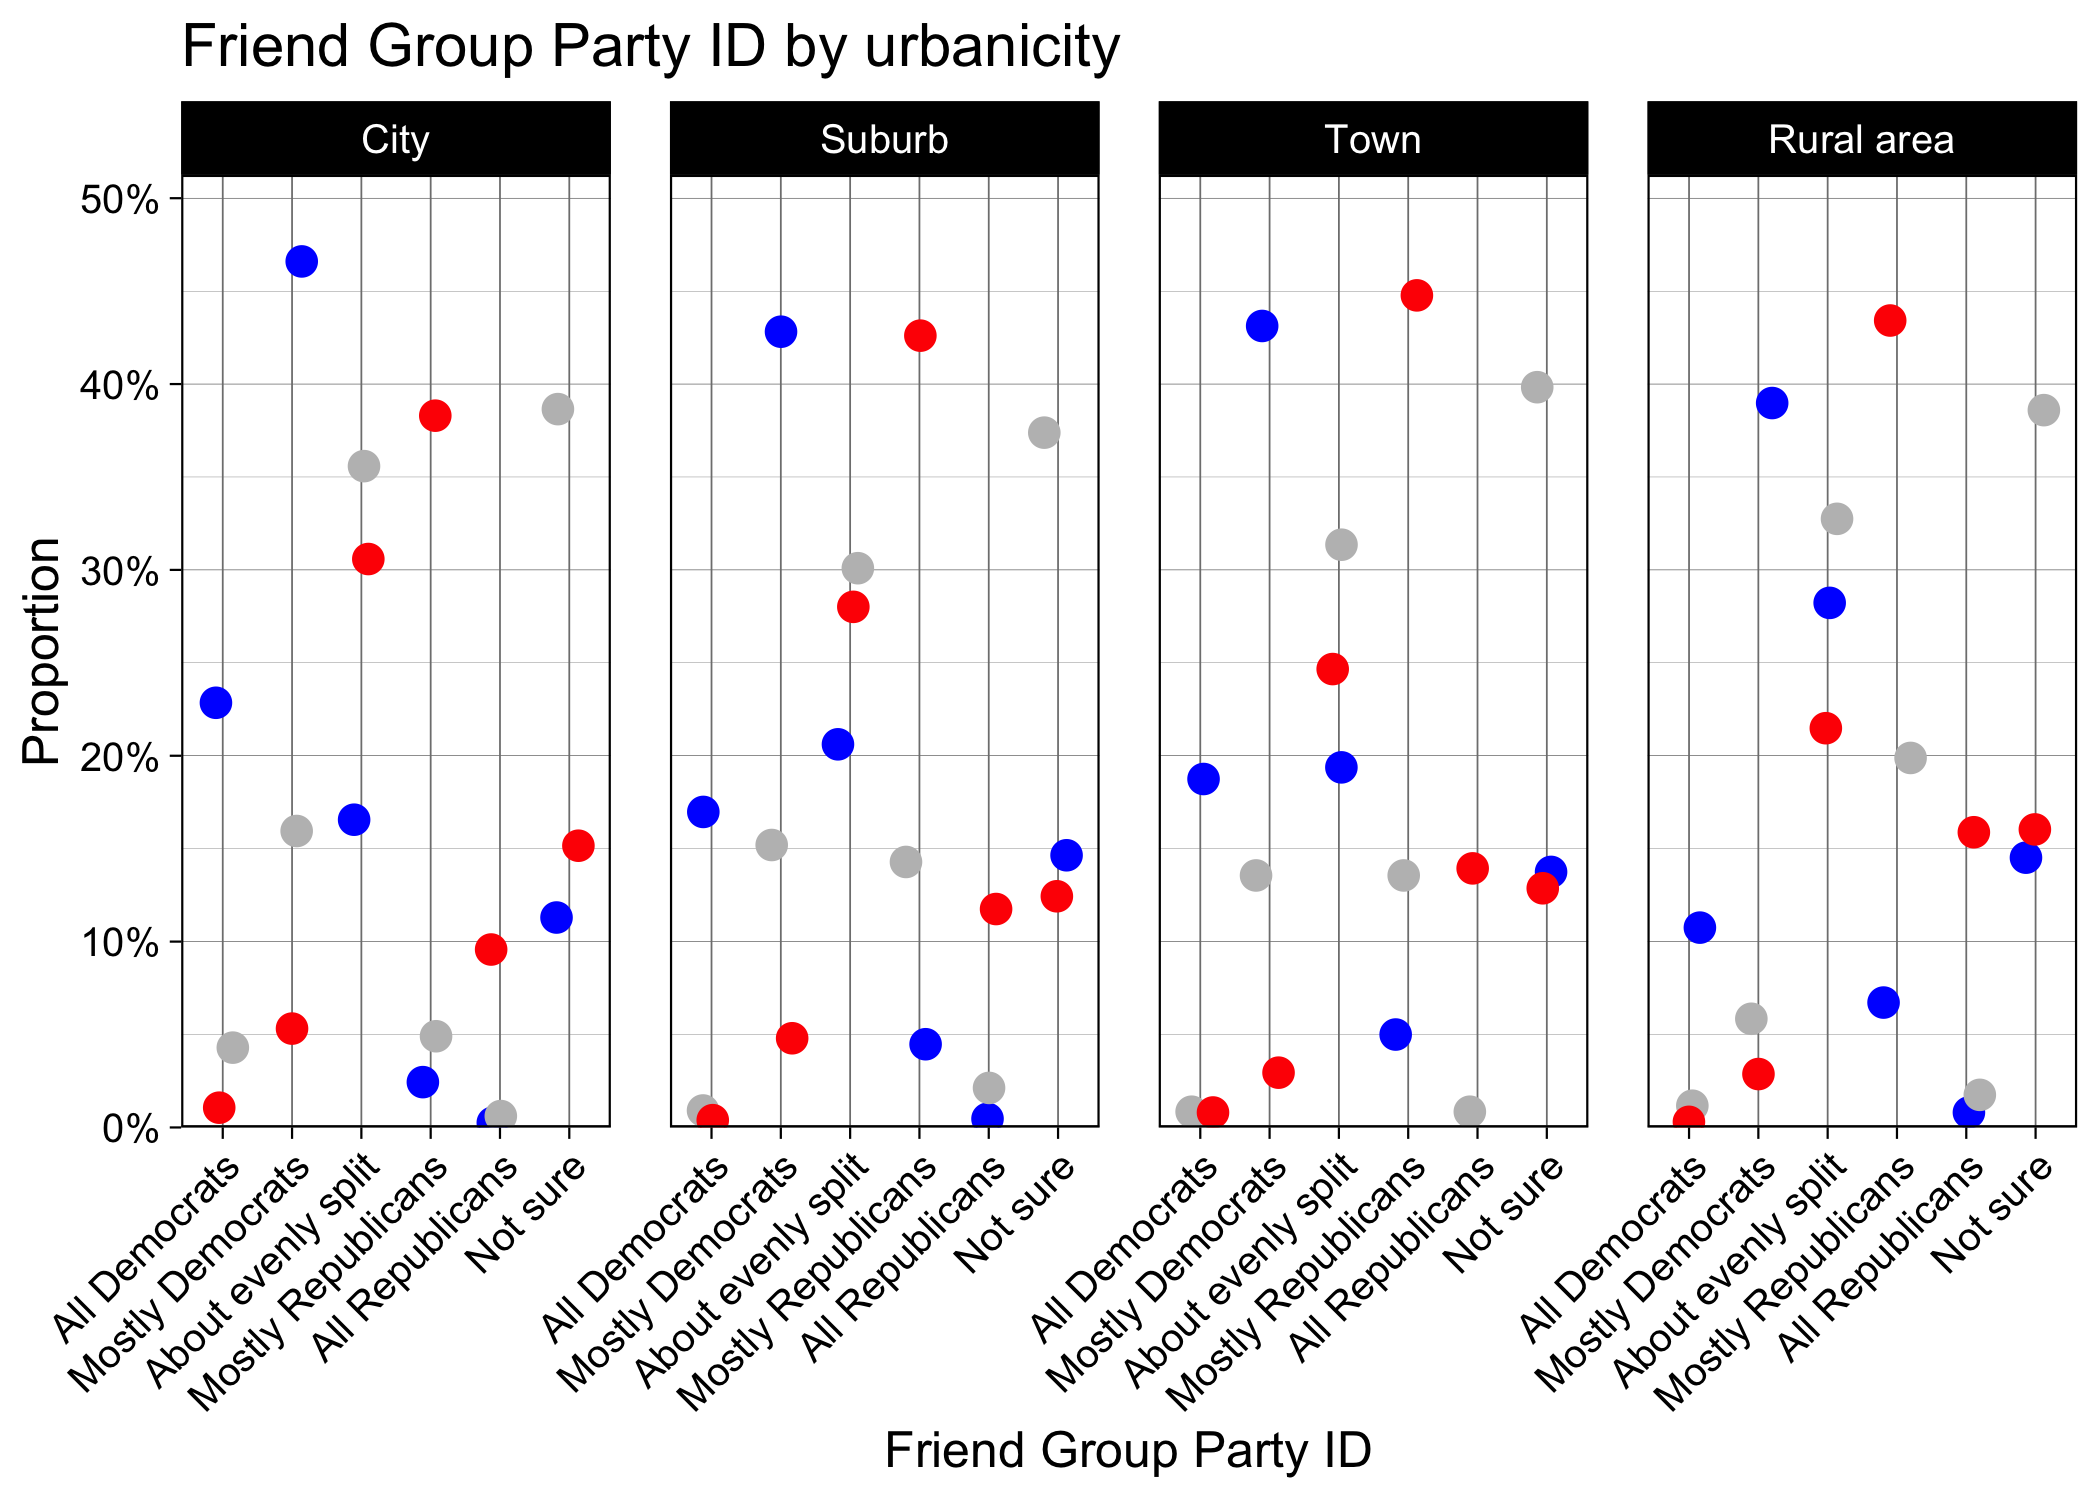 Friend Group Party ID by urbanicity
City
Suburb
Town
Rural area
Proportion
50%
40%
30%
20%
10%
0%
All Democrats
Mostly Democrats
About evenly split
Mostly Republicans
All Republicans
Not sure
All Democrats
Mostly Democrats
About evenly split
Mostly Republicans
All Republicans
Not sure
All Democrats
Mostly Democrats
About evenly split
Mostly Republicans
All Republicans
Not sure
All Democrats
Mostly Democrats
About evenly split
Mostly Republicans
All Republicans
Not sure
Friend Group Party ID